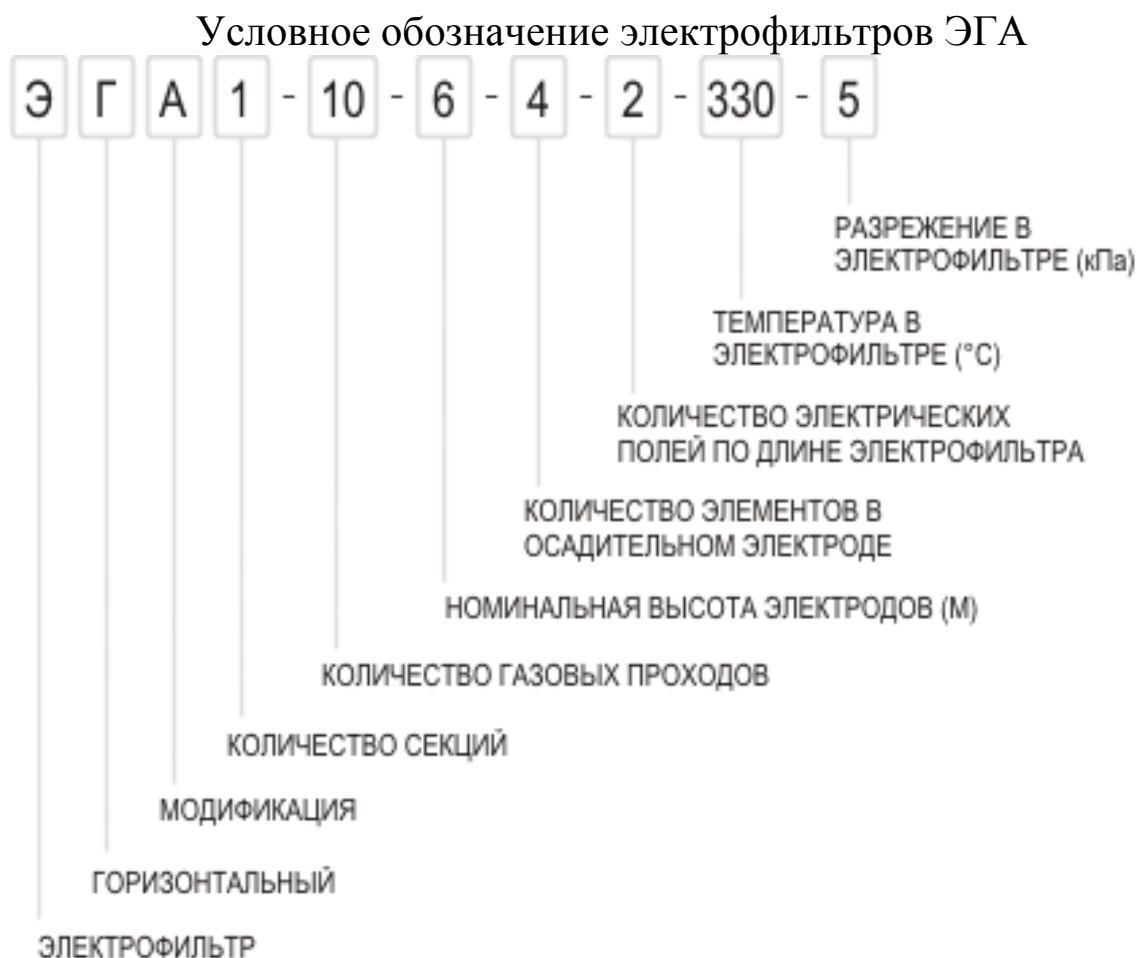 Условное обозначение электрофильтров ЭГА
Э Г А 1 - 10 - 6 - 4 - 2 - 330 - 5
РАЗРЕЖЕНИЕ В
ЭЛЕКТРОФИЛЬТРЕ (кПа)
ТЕМПЕРАТУРА В
ЭЛЕКТРОФИЛЬТРЕ (°С)
КОЛИЧЕСТВО ЭЛЕКТРИЧЕСКИХ
ПОЛЕЙ ПО ДЛИНЕ ЭЛЕКТРОФИЛЬТРА
КОЛИЧЕСТВО ЭЛЕМЕНТОВ В
ОСАДИТЕЛЬНОМ ЭЛЕКТРОДЕ
НОМИНАЛЬНАЯ ВЫСОТА ЭЛЕКТРОДОВ (М)
КОЛИЧЕСТВО ГАЗОВЫХ ПРОХОДОВ
КОЛИЧЕСТВО СЕКЦИЙ
МОДИФИКАЦИЯ
ГОРИЗОНТАЛЬНЫЙ
ЭЛЕКТРОФИЛЬТР